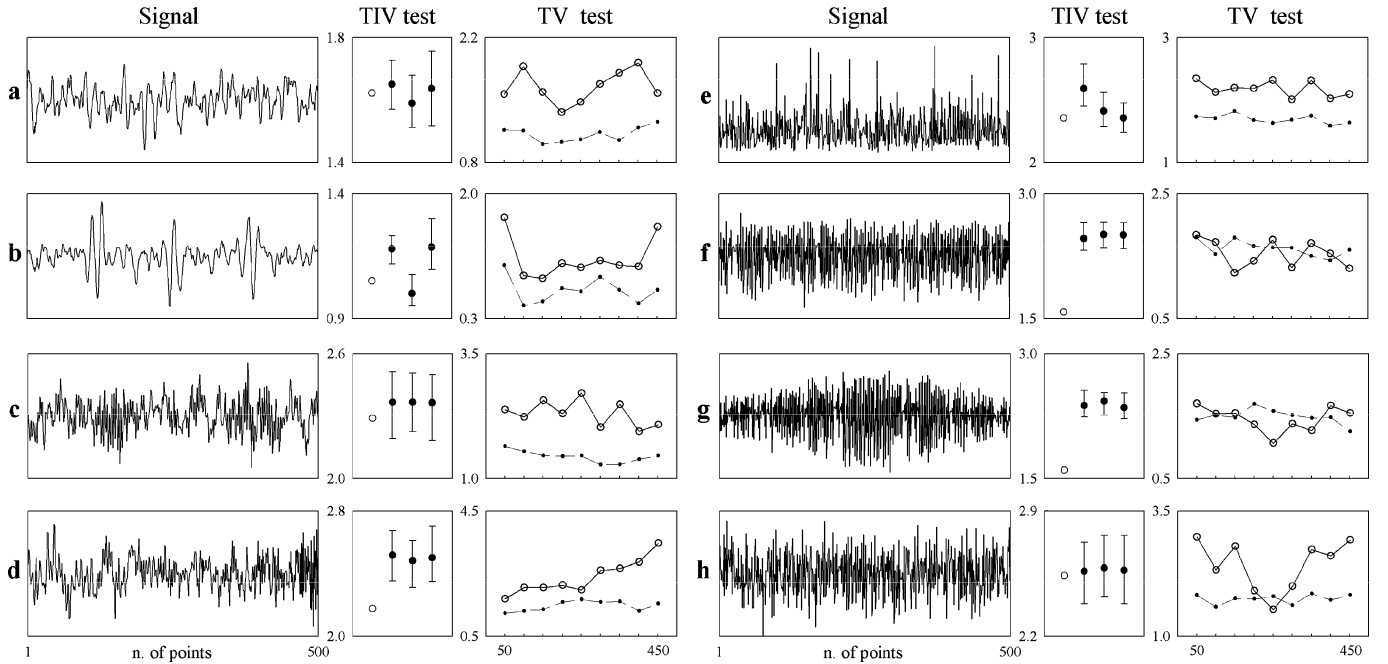 Signal TIV test TV test Signal TIV test TV test
a 1.8 1.4 2.2 0.8 e 3 2 3 1
b 1.4 0.9 2.0 0.3 f 3.0 1.5 2.5 0.5
c 2.6 2.0 3.5 1.0 g 3.0 1.5 2.5 0.5
d 2.8 2.0 4.5 0.5 h 2.9 2.2 3.5 1.0
1 n. of points 500 50 450 1 n. of points 500 50 450